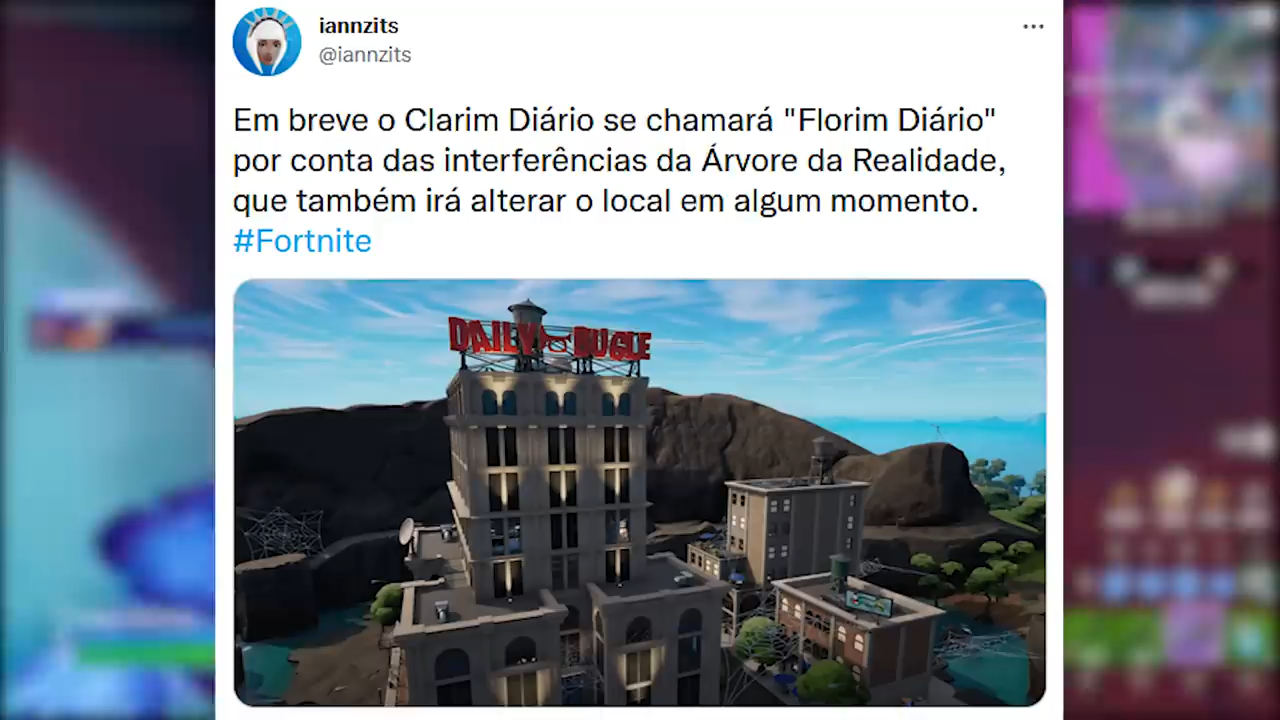 iannzits
@iannzits
Em breve o Clarim Diário se chamará "Florim Diário"
por conta das interferências da Árvore da Realidade,
que também irá alterar o local em algum momento.
#Fortnite
DAILY BUGLE